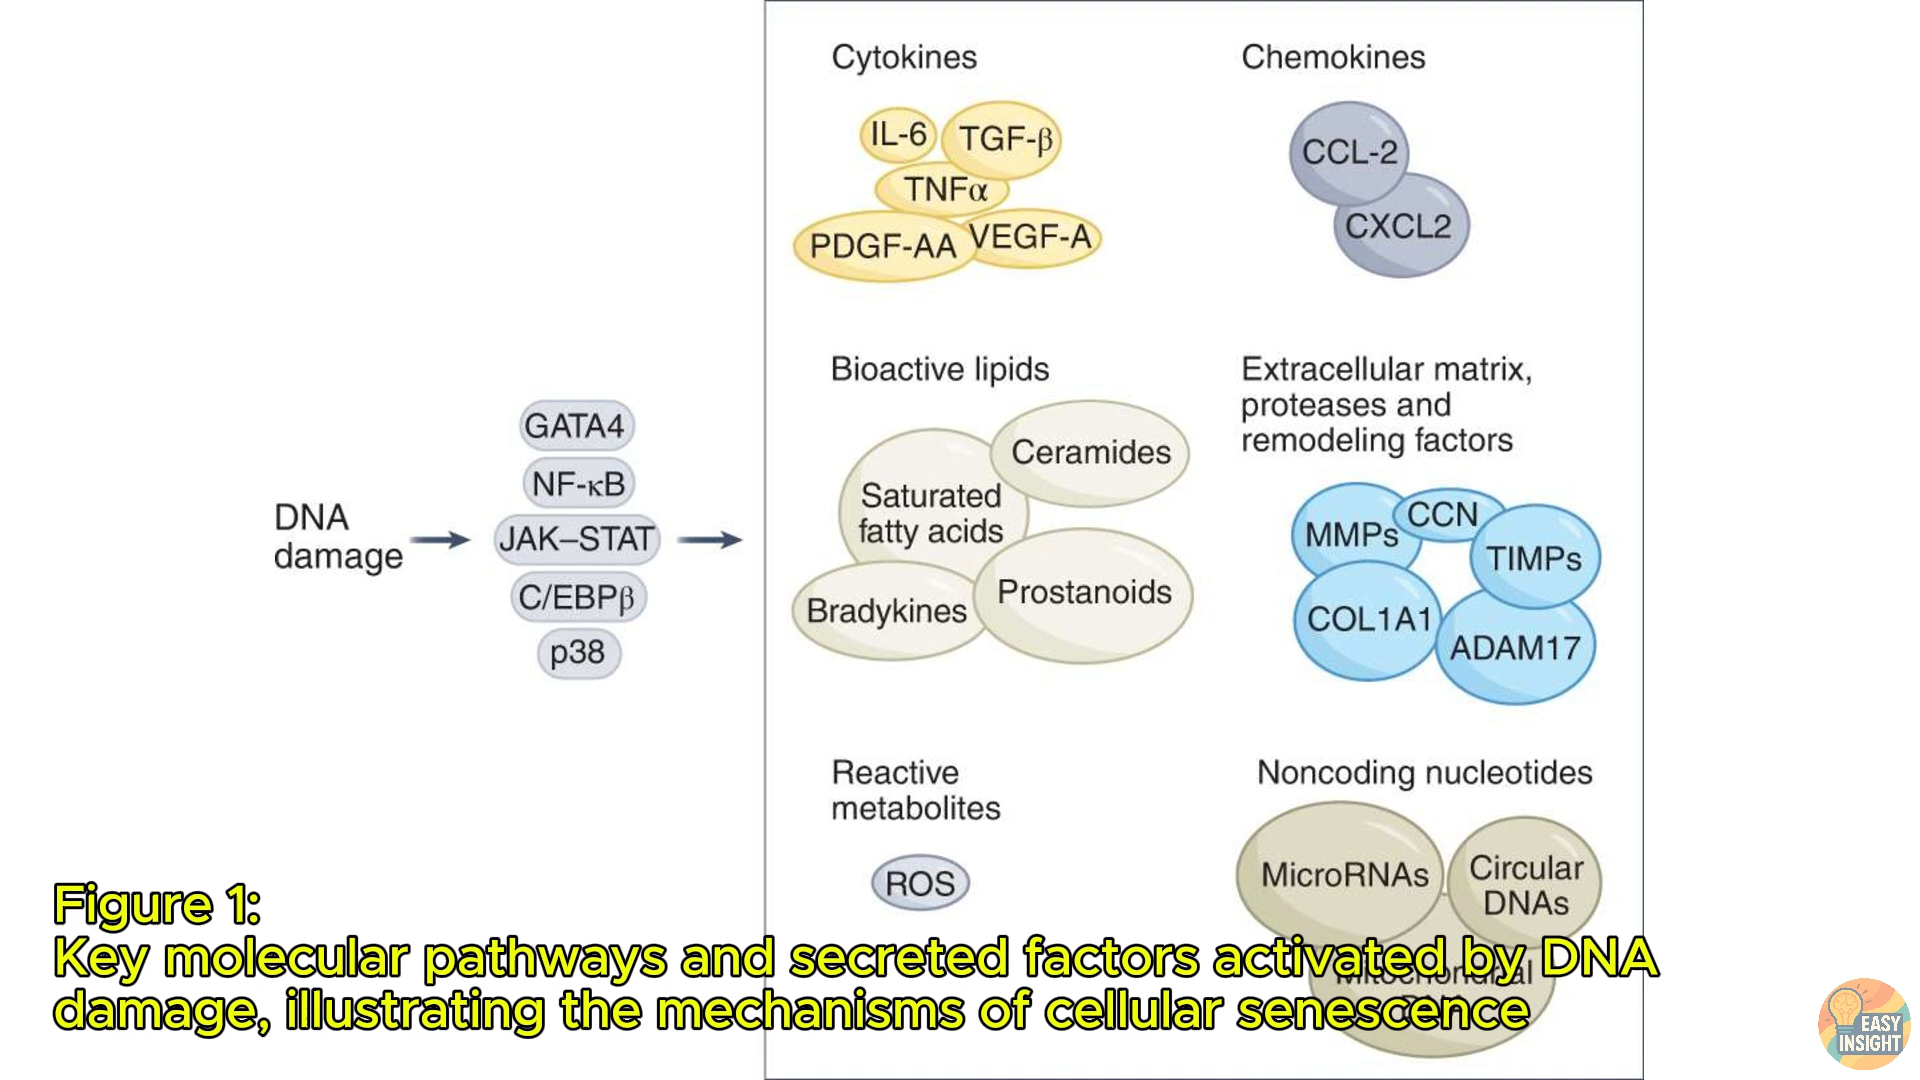 Cytokines
IL-6
TGF-β
TNFα
PDGF-AA
VEGF-A
Chemokines
CCL-2
CXCL2
Bioactive lipids
Ceramides
Saturated
fatty acids
Prostanoids
Bradykines
Extracellular matrix,
proteases and
remodeling factors
MMPs
CCN
TIMPs
COL1A1
ADAM17
DNA
damage
GATA4
NF-κB
JAK–STAT
C/EBPβ
p38
Reactive
metabolites
ROS
Noncoding nucleotides
MicroRNAs
Circular
DNAs
Mitochondrial
Figure 1:
Key molecular pathways and secreted factors activated by DNA
damage, illustrating the mechanisms of cellular senescence
EASY
INSIGHT